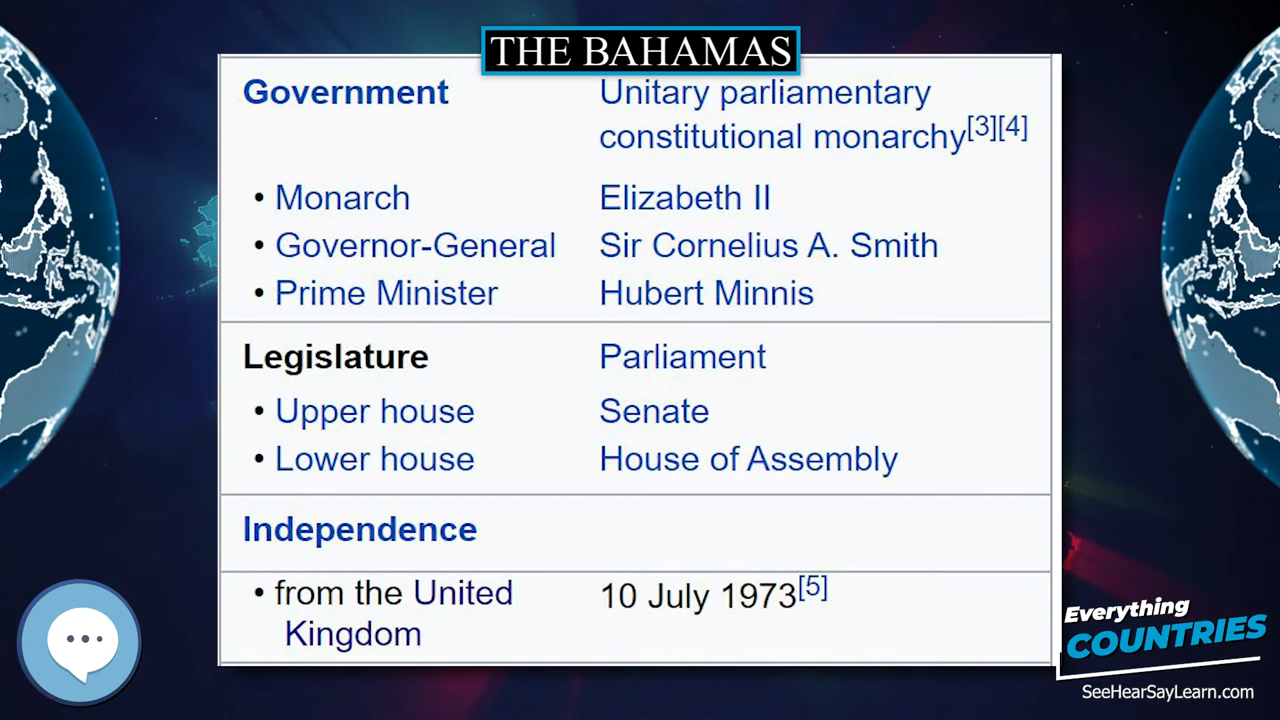 THE BAHAMAS
Government Unitary parliamentary
constitutional monarchy[3][4]
• Monarch Elizabeth II
• Governor-General Sir Cornelius A. Smith
• Prime Minister Hubert Minnis
Legislature Parliament
• Upper house Senate
• Lower house House of Assembly
Independence
• from the United 10 July 1973[5]
Kingdom
Everything
COUNTRIES
SeeHearSayLearn.com